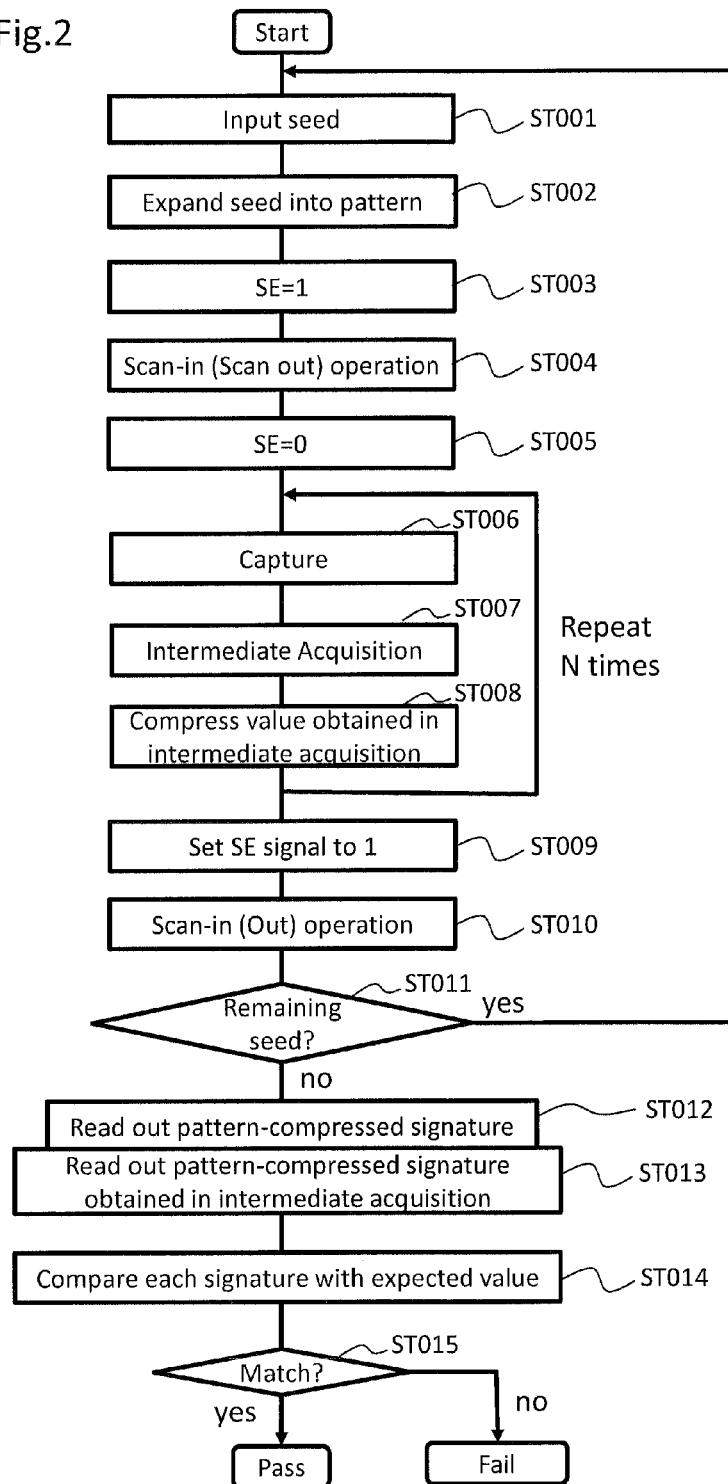 Fig.2
Start
Input seed
ST001
Expand seed into pattern
ST002
SE=1
ST003
Scan-in (Scan out) operation
ST004
SE=0
ST005
ST006
Capture
ST007
Intermediate Acquisition
Repeat
N times
ST008
Compress value obtained in
intermediate acquisition
Set SE signal to 1
ST009
Scan-in (Out) operation
ST010
ST011
Remaining
seed?
yes
no
Read out pattern-compressed signature
ST012
Read out pattern-compressed signature
obtained in intermediate acquisition
ST013
Compare each signature with expected value
ST014
ST015
Match?
yes
no
Pass
Fail